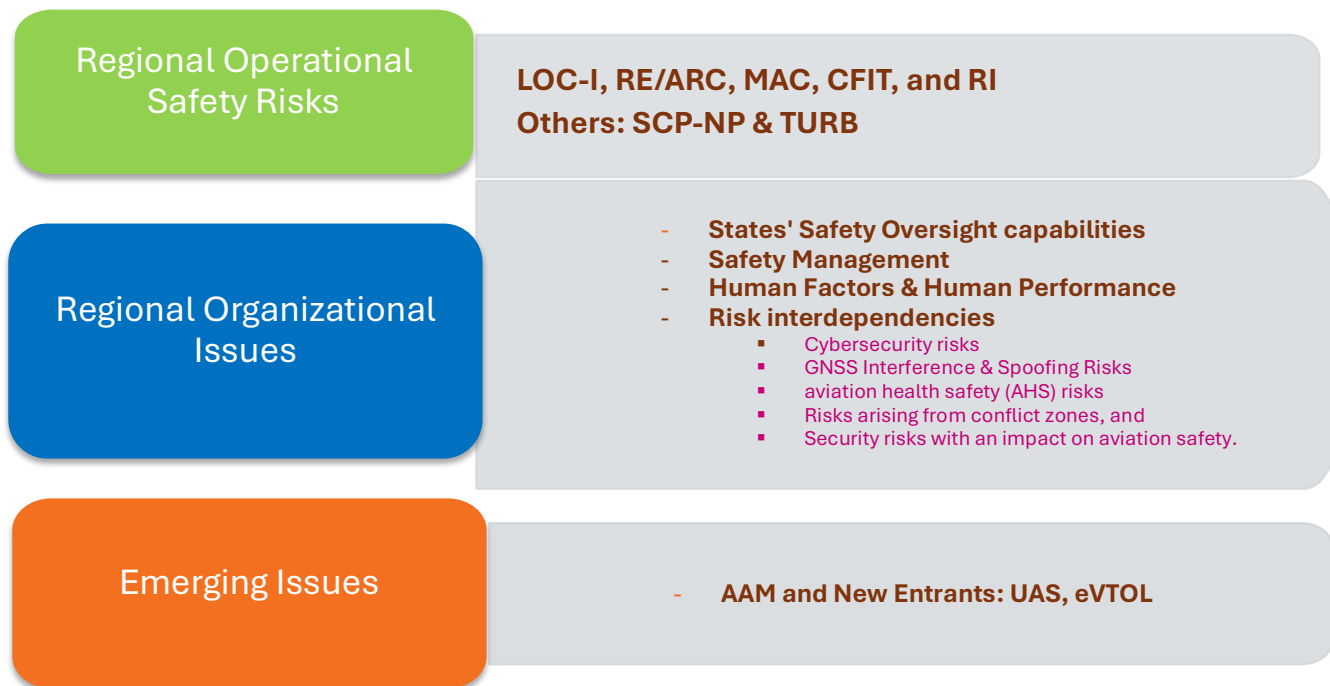 Regional Operational
Safety Risks
LOC-I, RE/ARC, MAC, CFIT, and RI
Others: SCP-NP & TURB
Regional Organizational
Issues
- States' Safety Oversight capabilities
- Safety Management
- Human Factors & Human Performance
- Risk interdependencies
▪ Cybersecurity risks
▪ GNSS Interference & Spoofing Risks
▪ aviation health safety (AHS) risks
▪ Risks arising from conflict zones, and
▪ Security risks with an impact on aviation safety.
Emerging Issues
- AAM and New Entrants: UAS, eVTOL